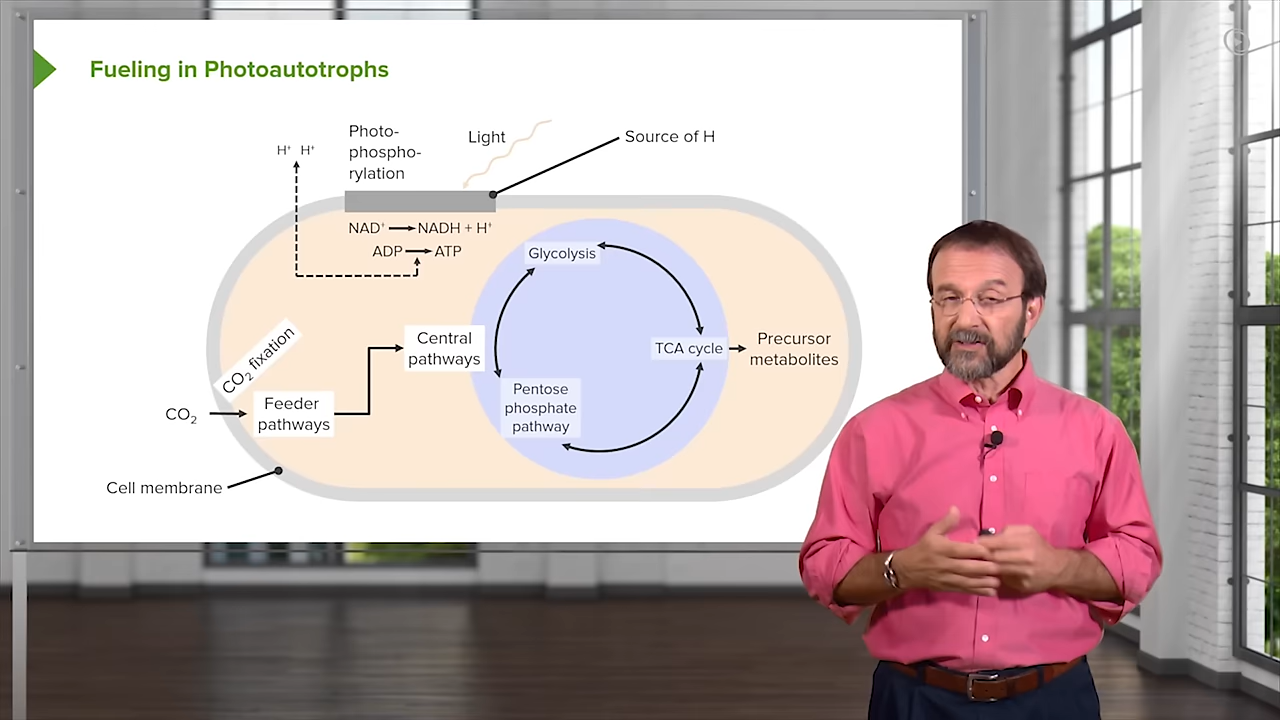 Fueling in Photoautotrophs
Photo-
phospho-
rylation
Light
Source of H
H⁺ H⁺
NAD⁺ NADH + H⁺
ADP ATP
Glycolysis
CO₂ fixation
Central
pathways
TCA cycle
Precursor
metabolites
Pentose
phosphate
pathway
CO₂
Feeder
pathways
Cell membrane